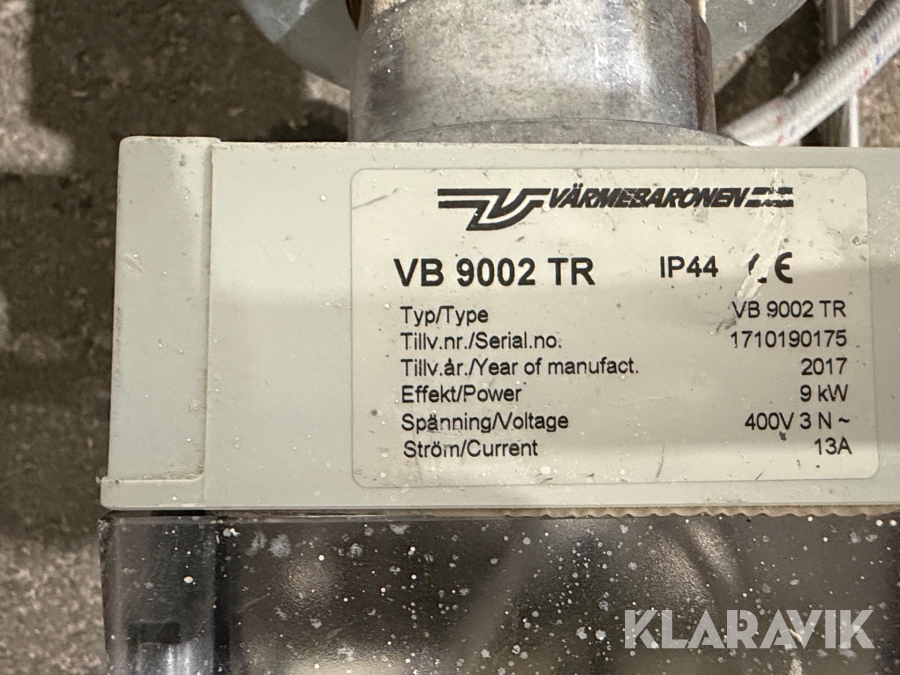 VÄRMEBARONEN
VB 9002 TR IP44 CE
Typ/Type VB 9002 TR
Tillv.nr./Serial.no. 1710190175
Tillv.år./Year of manufact. 2017
Effekt/Power 9 kW
Spänning/Voltage 400V 3 N ~
Ström/Current 13A
KLARAVIK